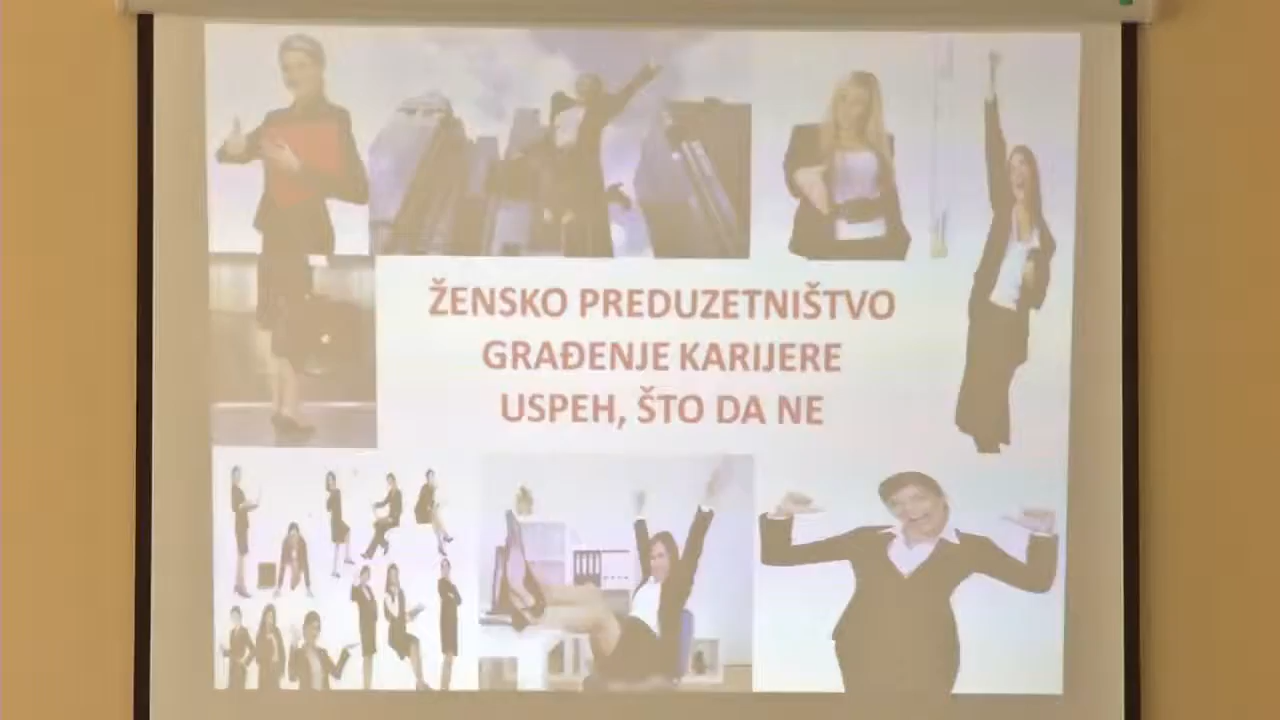 ŽENSKO PREDUZETNIŠTVO
GRAĐENJE KARIJERE
USPEH, ŠTO DA NE